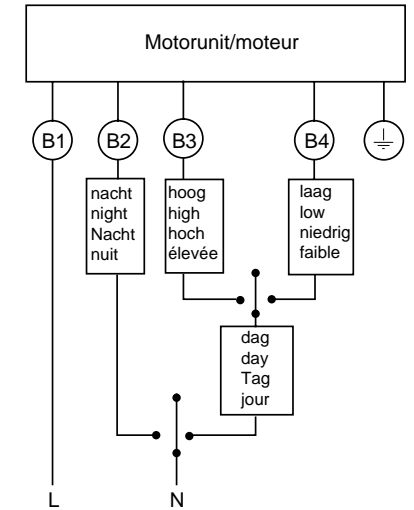 Motorunit/moteur
B1
B2
B3
B4
nacht
night
Nacht
nuit
hoog
high
hoch
élevée
laag
low
niedrig
faible
dag
day
Tag
jour
L
N